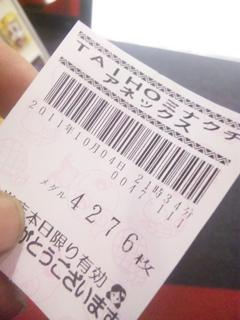 TAIHOミナクチ
アネックス
2011年10月04日 21時34分
0047 111
メダル 4276枚
本日限り有効
がとうございま